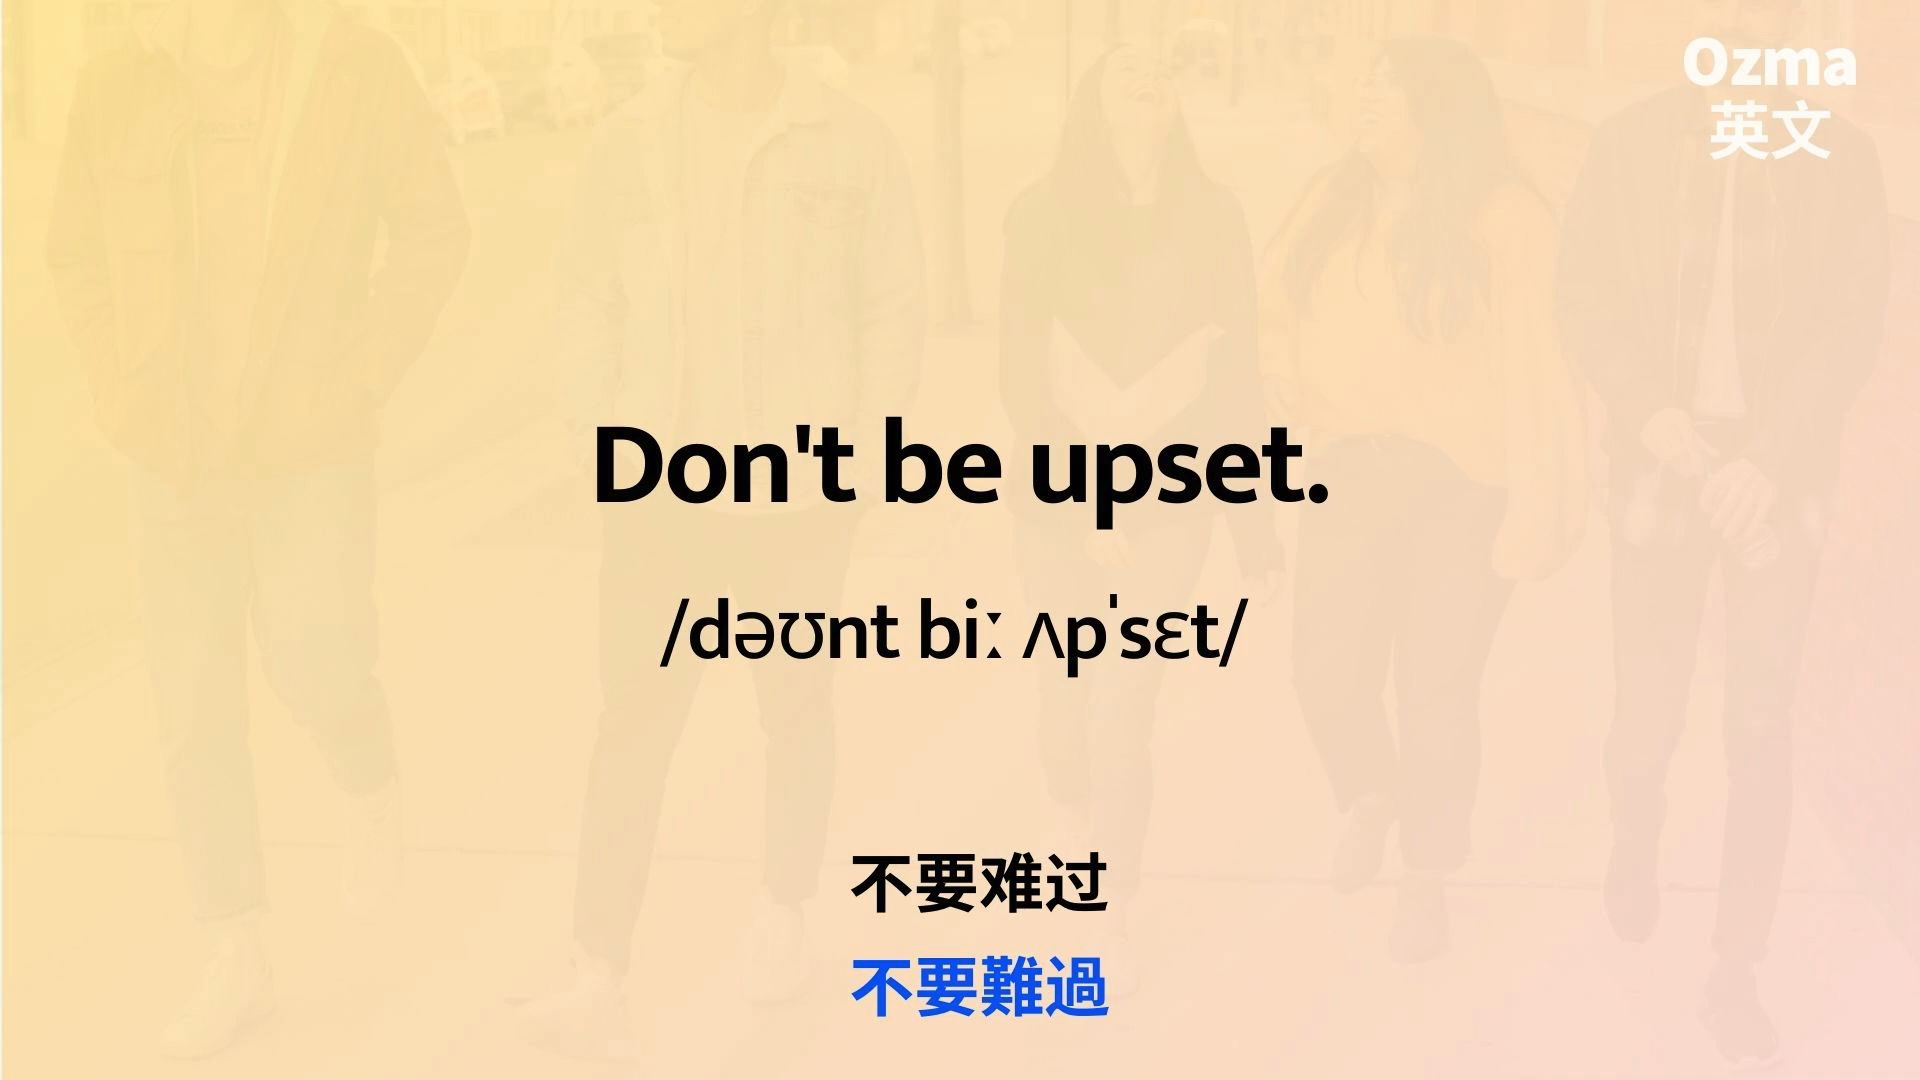 Ozma
英文
Don't be upset.
/dəʊnt biː ʌpˈsɛt/
不要难过
不要難過